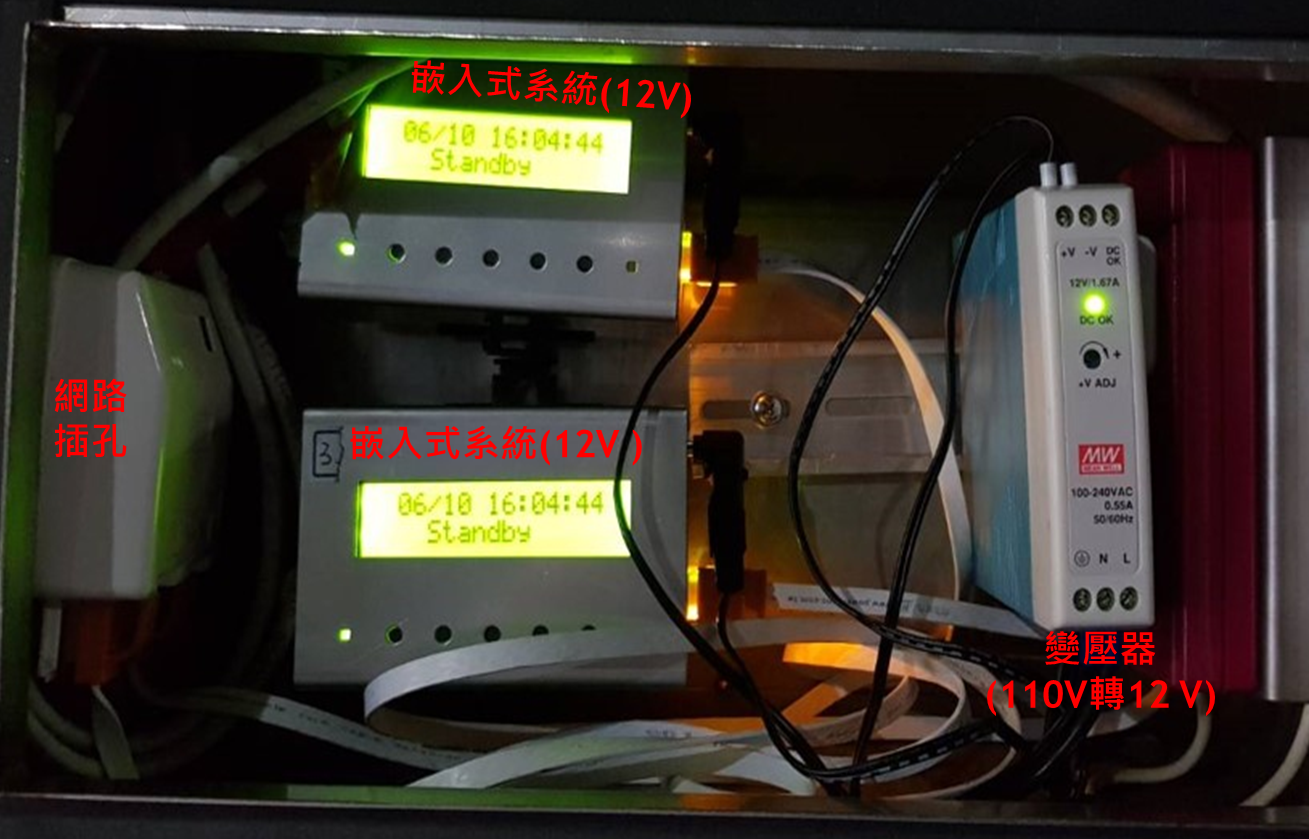 嵌入式系統(12V)
06/10 16:04:44
Standby
網路
插孔
3
嵌入式系統(12V )
06/10 16:04:44
Standby
+V -V DC
OK
12V/1.67A
DC OK
+
+V ADJ
MW
MEAN WELL
100-240VAC
0.55A
50/60Hz
N L
變壓器
(110V轉12 V)